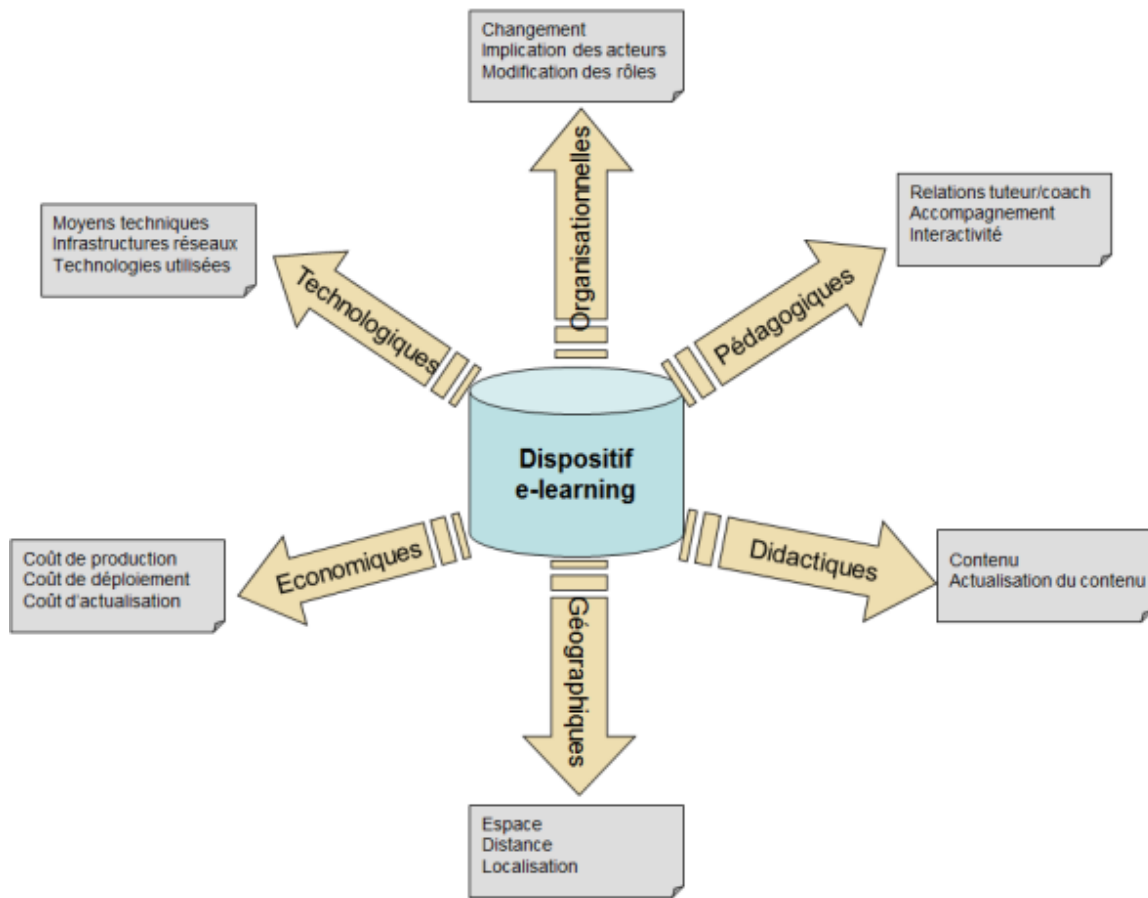 Changement
Implication des acteurs
Modification des rôles
Organisationnelles
Moyens techniques
Infrastructures réseaux
Technologies utilisées
Technologiques
Relations tuteur/coach
Accompagnement
Interactivité
Pédagogiques
Dispositif
e-learning
Coût de production
Coût de déploiement
Coût d'actualisation
Economiques
Didactiques
Contenu
Actualisation du contenu
Géographiques
Espace
Distance
Localisation